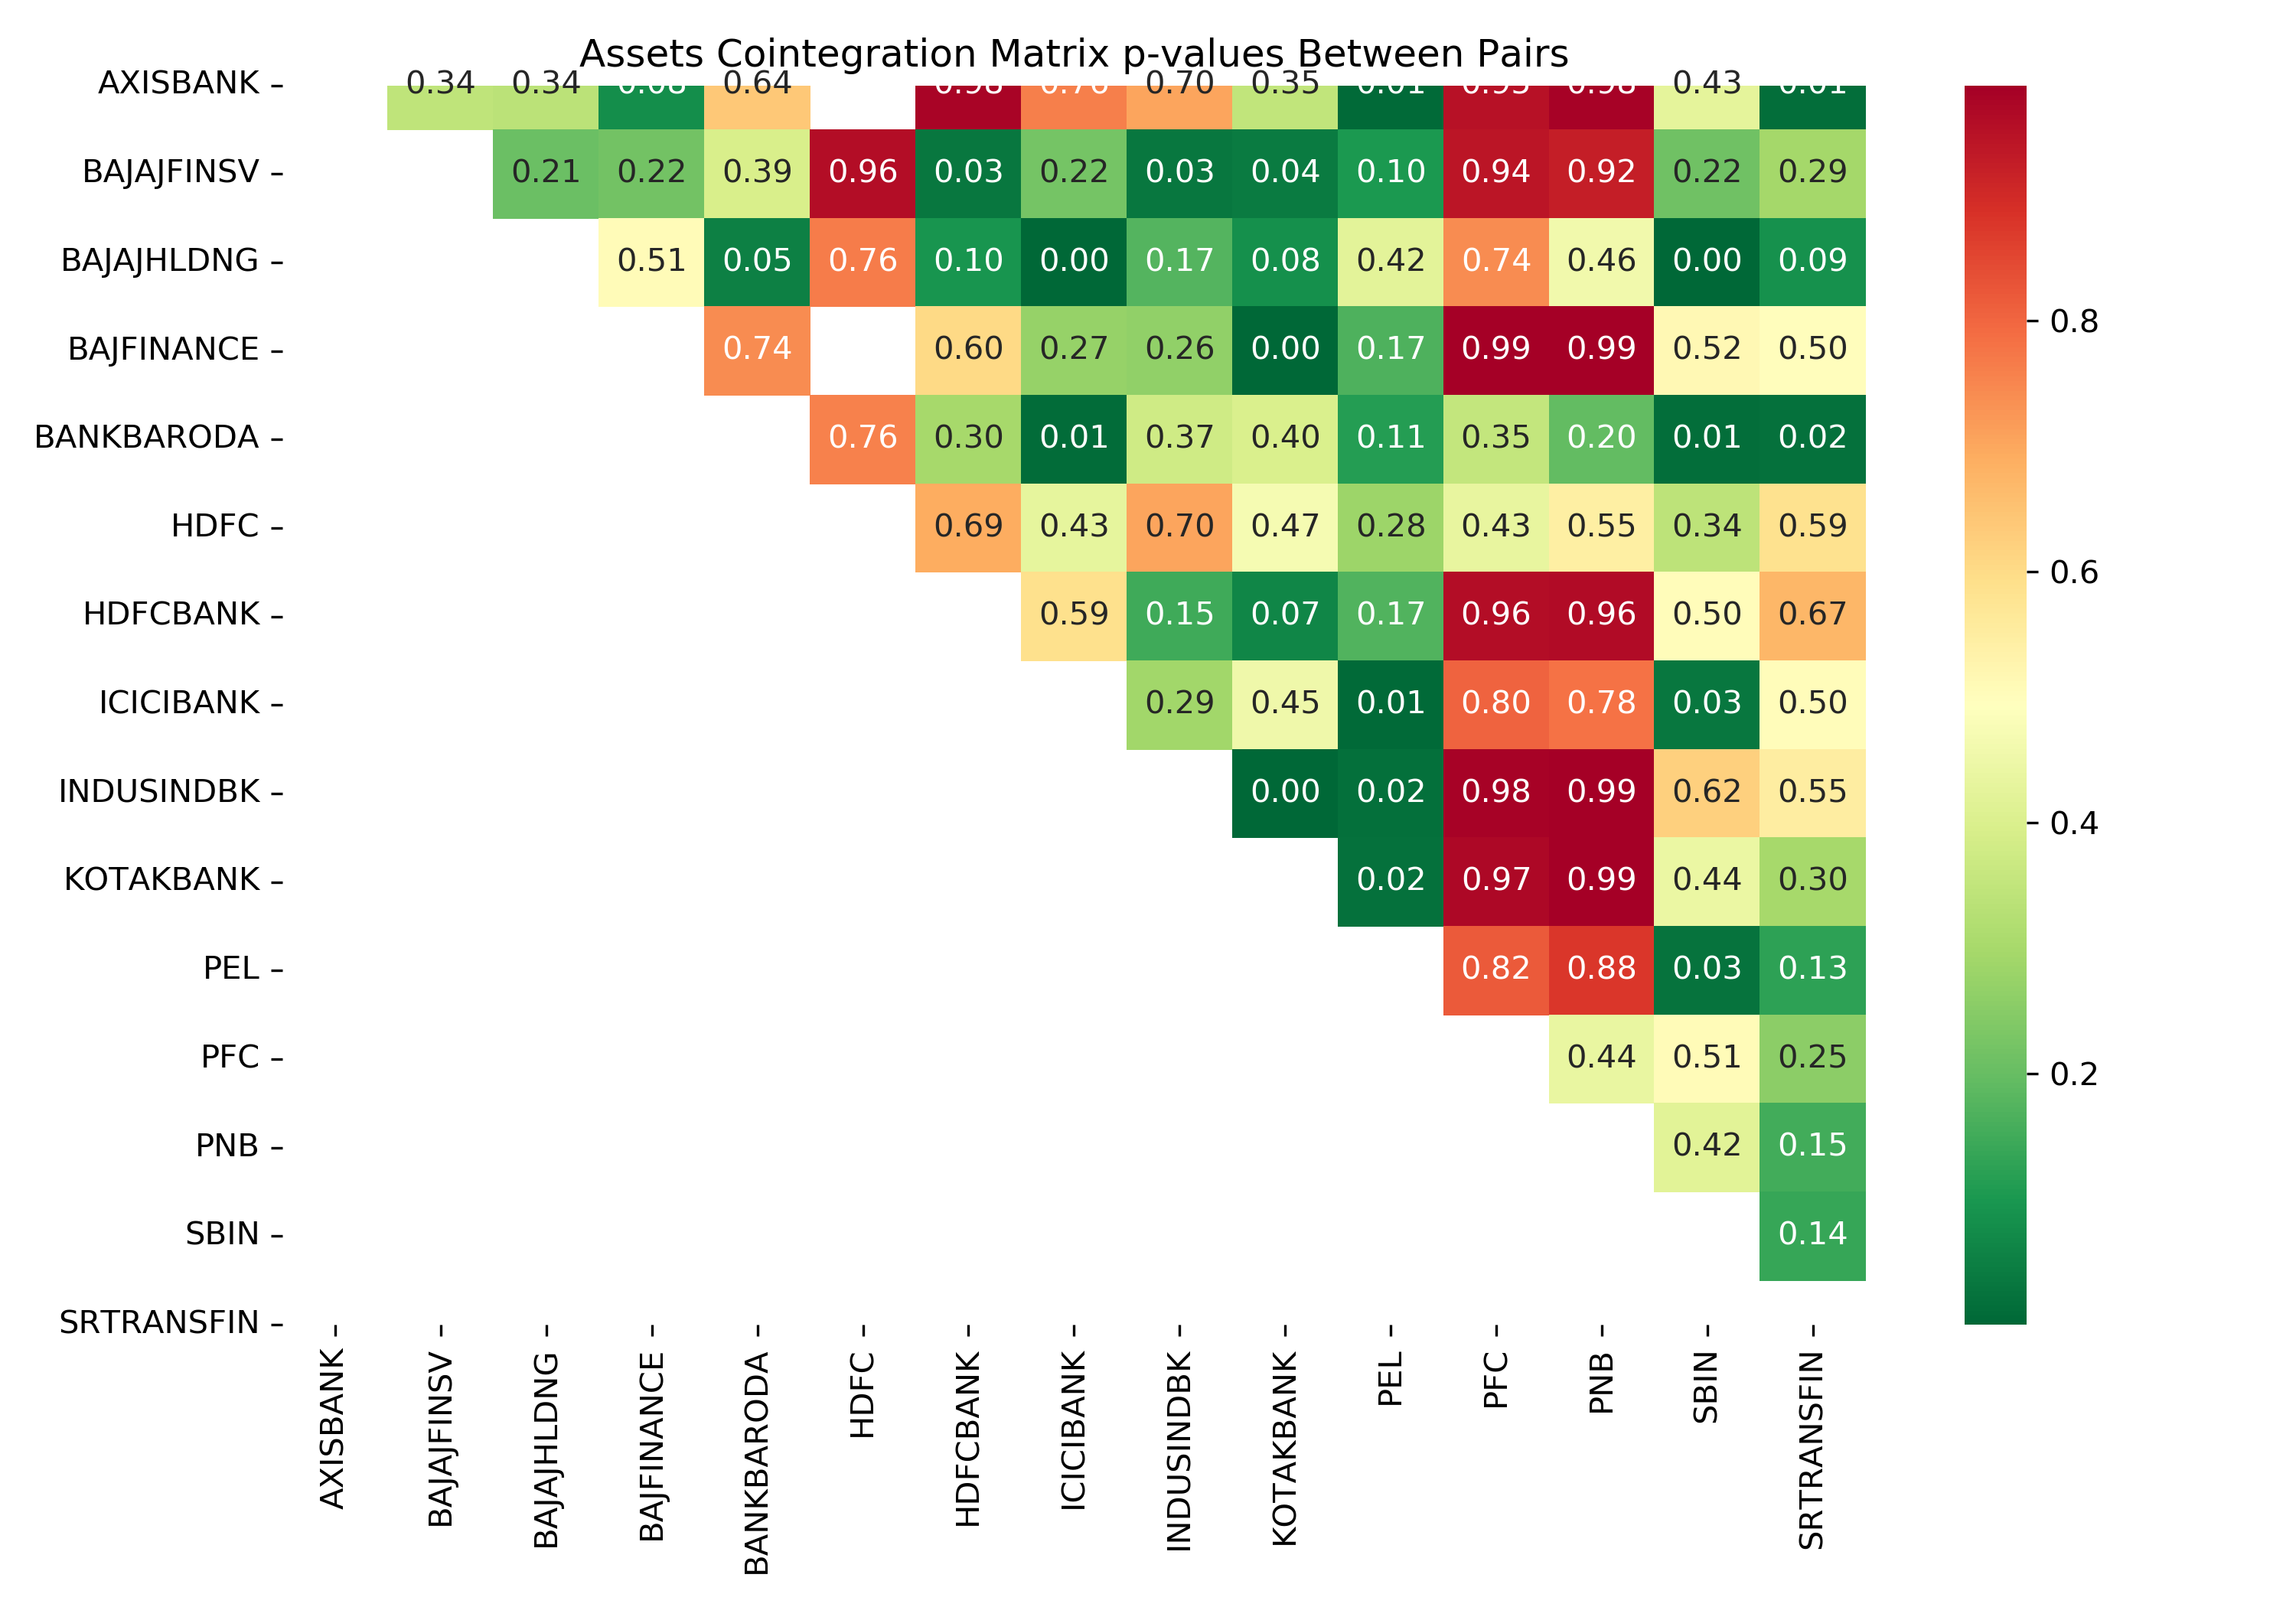 Assets Cointegration Matrix p-values Between Pairs
AXISBANK 0.34 0.34 0.08 0.64 0.98 0.76 0.70 0.35 0.01 0.98 0.43 0.01
BAJAJFINSV 0.21 0.22 0.39 0.96 0.03 0.22 0.03 0.04 0.10 0.94 0.92 0.22 0.29
BAJAJHLDNG 0.51 0.05 0.76 0.10 0.00 0.17 0.08 0.42 0.74 0.46 0.00 0.09
BAJFINANCE 0.74 0.60 0.27 0.26 0.00 0.17 0.99 0.99 0.52 0.50
BANKBARODA 0.76 0.30 0.01 0.37 0.40 0.11 0.35 0.20 0.01 0.02
HDFC 0.69 0.43 0.70 0.47 0.28 0.43 0.55 0.34 0.59
HDFCBANK 0.59 0.15 0.07 0.17 0.96 0.96 0.50 0.67
ICICIBANK 0.29 0.45 0.01 0.80 0.78 0.03 0.50
INDUSINDBK 0.00 0.02 0.98 0.99 0.62 0.55
KOTAKBANK 0.02 0.97 0.99 0.44 0.30
PEL 0.82 0.88 0.03 0.13
PFC 0.44 0.51 0.25
PNB 0.42 0.15
SBIN 0.14
SRTRANSFIN
AXISBANK
BAJAJFINSV
BAJAJHLDNG
BAJFINANCE
BANKBARODA
HDFC
HDFCBANK
ICICIBANK
INDUSINDBK
KOTAKBANK
PEL
PFC
PNB
SBIN
SRTRANSFIN
0.8
0.6
0.4
0.2